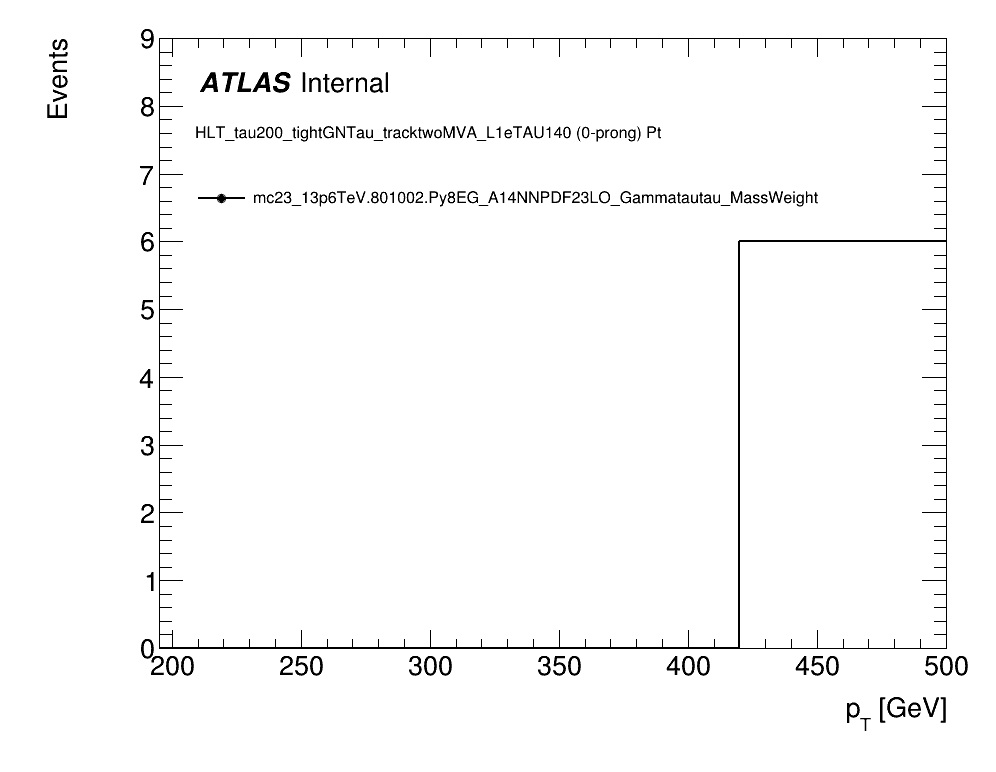 Events
9
ATLAS Internal
8
HLT_tau200_tightGNTau_tracktwoMVA_L1eTAU140 (0-prong) Pt
7
mc23_13p6TeV.801002.Py8EG_A14NNPDF23LO_Gammatautau_MassWeight
6
5
4
3
2
1
0
200 250 300 350 400 450 500
p_T [GeV]